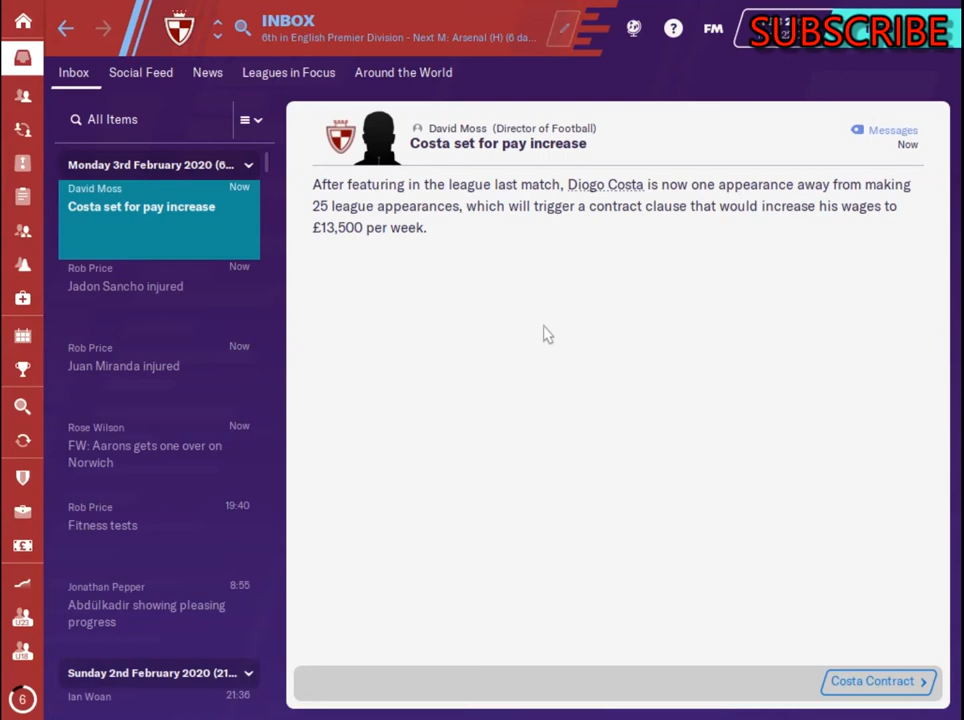 INBOX
6th in English Premier Division - Next M: Arsenal (H) (6 da...
FM
SUBSCRIBE
Inbox Social Feed News Leagues in Focus Around the World
All Items
Monday 3rd February 2020 (6...
David Moss Now
Costa set for pay increase
Rob Price Now
Jadon Sancho injured
Rob Price Now
Juan Miranda injured
Rose Wilson Now
FW: Aarons gets one over on
Norwich
Rob Price 19:40
Fitness tests
Jonathan Pepper 8:55
Abdülkadir showing pleasing
progress
Sunday 2nd February 2020 (21...
Ian Woan 21:36
David Moss (Director of Football)
Costa set for pay increase
Messages
Now
After featuring in the league last match, Diogo Costa is now one appearance away from making
25 league appearances, which will trigger a contract clause that would increase his wages to
£13,500 per week.
Costa Contract
U23
U18
6